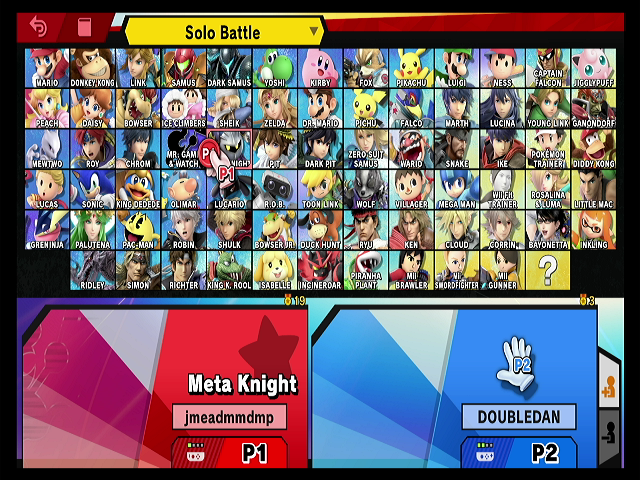 Solo Battle
MARIO DONKEY KONG LINK SAMUS DARK SAMUS YOSHI KIRBY FOX PIKACHU LUIGI NESS CAPTAIN FALCON JIGGLYPUFF
PEACH DAISY BOWSER ICE CLIMBERS SHEIK ZELDA DR. MARIO PICHU FALCO MARTH LUCINA YOUNG LINK GANONDORF
MEWTWO ROY CHROM MR. GAME & WATCH NIGHT PIT DARK PIT ZERO SUIT SAMUS WARIO SNAKE IKE POKÉMON TRAINER DIDDY KONG
P
P1
LUCAS SONIC KING DEDEDE OLIMAR LUCARIO R.O.B. TOON LINK WOLF VILLAGER MEGA MAN WII FIT TRAINER ROSALINA & LUMA LITTLE MAC
GRENINJA PALUTENA PAC-MAN ROBIN SHULK BOWSER JR. DUCK HUNT RYU KEN CLOUD CORRIN BAYONETTA INKLING
RIDLEY SIMON RICHTER KING K. ROOL ISABELLE INCINEROAR PIRANHA PLANT MII BRAWLER MII SWORDFIGHTER MII GUNNER ?
19
3
P2
Meta Knight
jmeadmmdmp
DOUBLEDAN
P1
P2